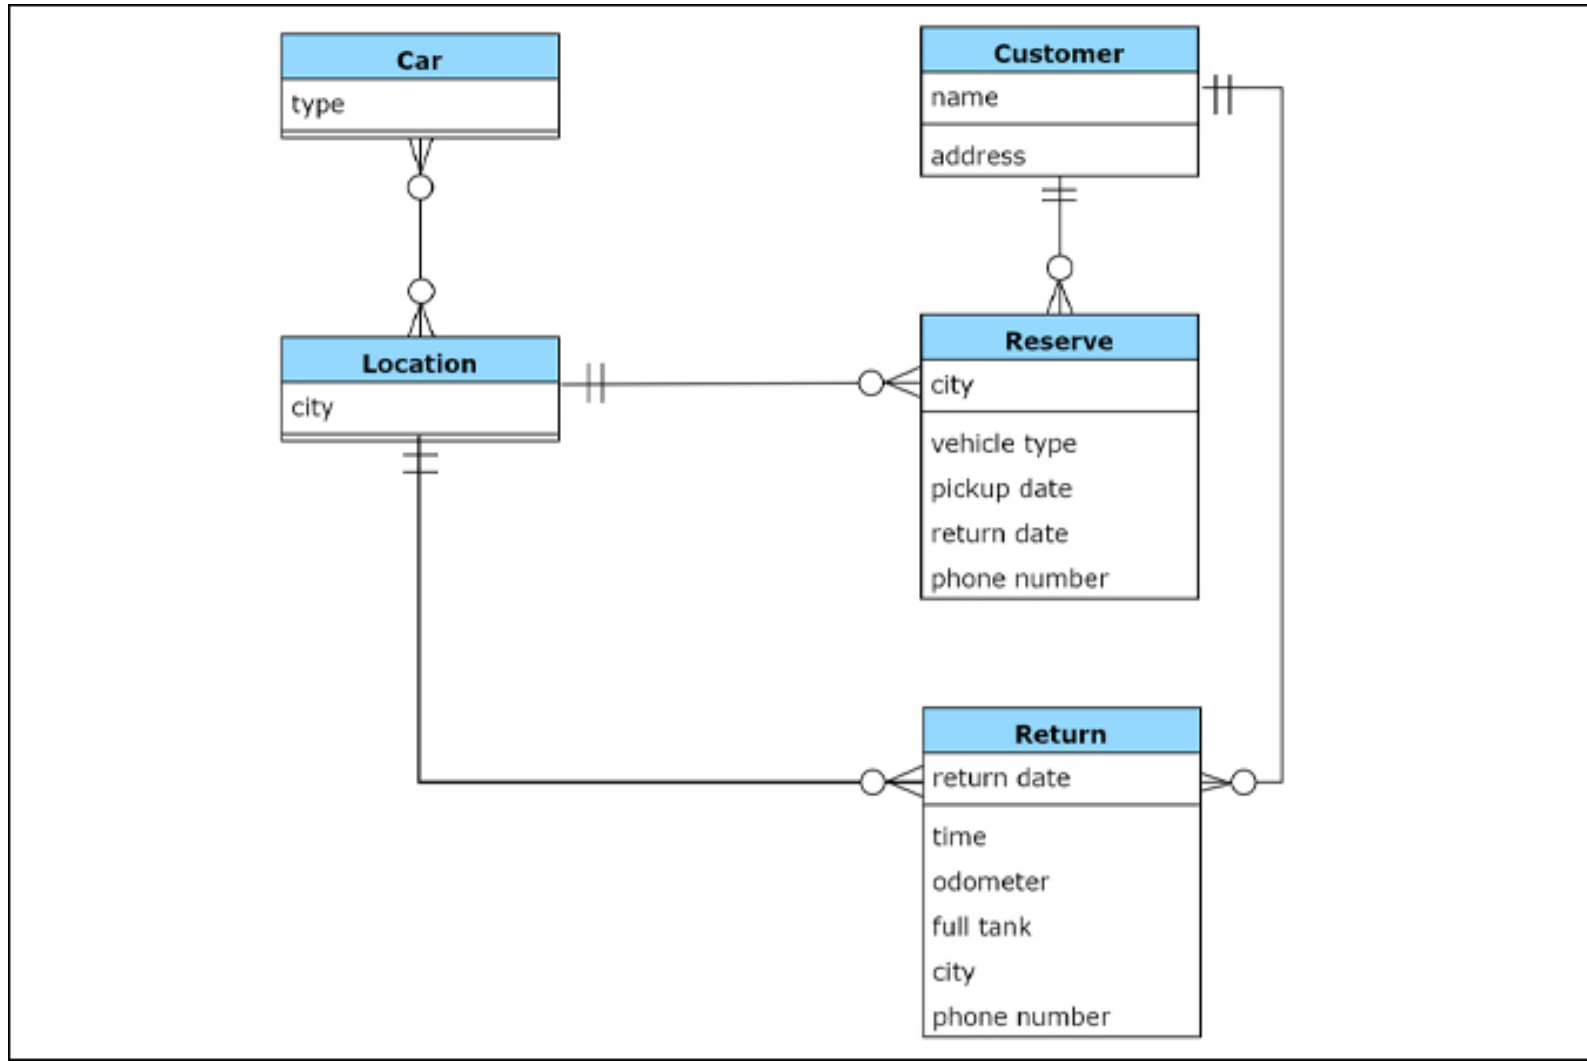 Car
type
Customer
name
address
Location
city
Reserve
city
vehicle type
pickup date
return date
phone number
Return
return date
time
odometer
full tank
city
phone number